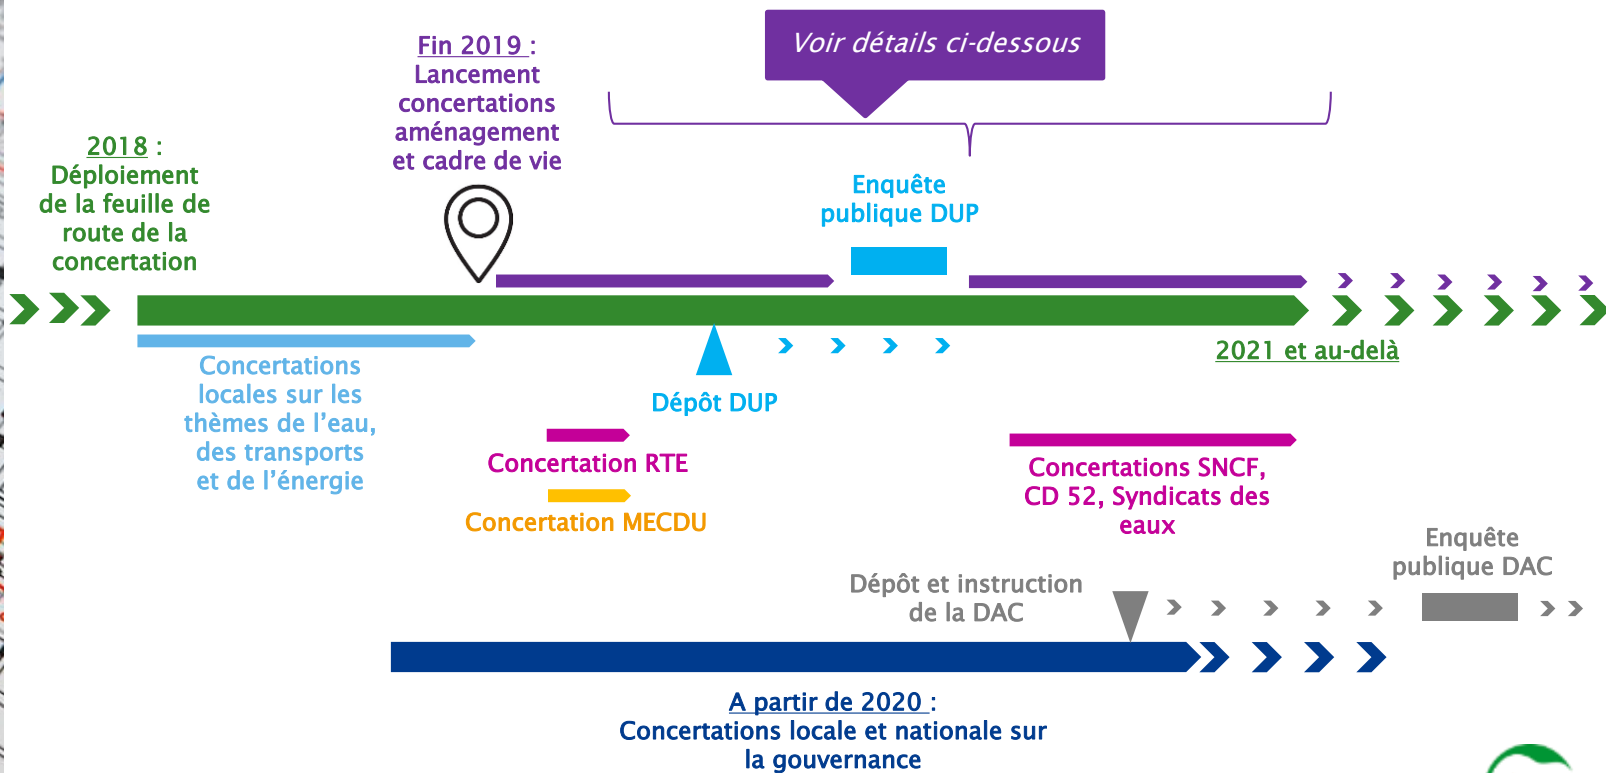 Voir détails ci-dessous
Fin 2019 :
Lancement
concertations
aménagement
et cadre de vie
2018 :
Déploiement
de la feuille de
route de la
concertation
Enquête
publique DUP
2021 et au-delà
Concertations
locales sur les
thèmes de l’eau,
des transports
et de l’énergie
Dépôt DUP
Concertation RTE
Concertation MECDU
Concertations SNCF,
CD 52, Syndicats des
eaux
Enquête
publique DAC
Dépôt et instruction
de la DAC
A partir de 2020 :
Concertations locale et nationale sur
la gouvernance